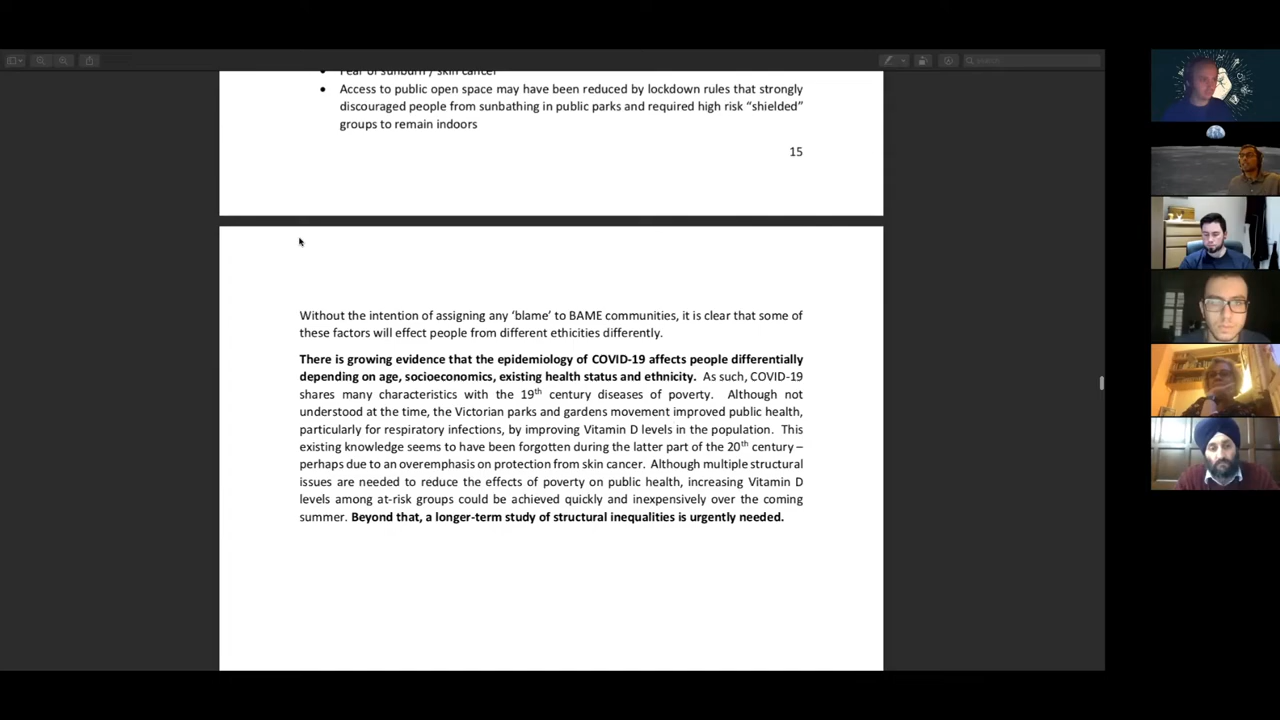 Search
Fear of sunburn / skin cancer
• Access to public open space may have been reduced by lockdown rules that strongly
discouraged people from sunbathing in public parks and required high risk “shielded”
groups to remain indoors
15
Without the intention of assigning any ‘blame’ to BAME communities, it is clear that some of
these factors will effect people from different ethicities differently.
There is growing evidence that the epidemiology of COVID-19 affects people differentially
depending on age, socioeconomics, existing health status and ethnicity. As such, COVID-19
shares many characteristics with the 19th century diseases of poverty. Although not
understood at the time, the Victorian parks and gardens movement improved public health,
particularly for respiratory infections, by improving Vitamin D levels in the population. This
existing knowledge seems to have been forgotten during the latter part of the 20th century –
perhaps due to an overemphasis on protection from skin cancer. Although multiple structural
issues are needed to reduce the effects of poverty on public health, increasing Vitamin D
levels among at-risk groups could be achieved quickly and inexpensively over the coming
summer. Beyond that, a longer-term study of structural inequalities is urgently needed.